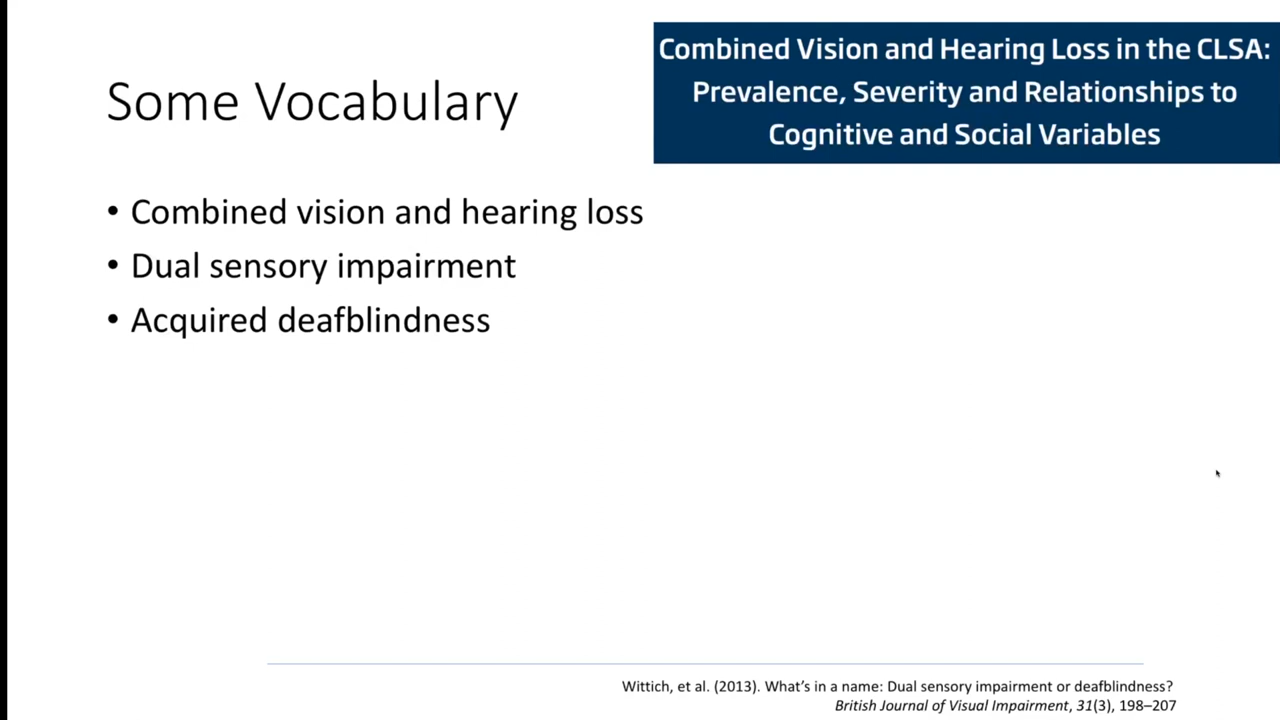 Some Vocabulary
Combined Vision and Hearing Loss in the CLSA:
Prevalence, Severity and Relationships to
Cognitive and Social Variables
• Combined vision and hearing loss
• Dual sensory impairment
• Acquired deafblindness
Wittich, et al. (2013). What’s in a name: Dual sensory impairment or deafblindness?
British Journal of Visual Impairment, 31(3), 198–207